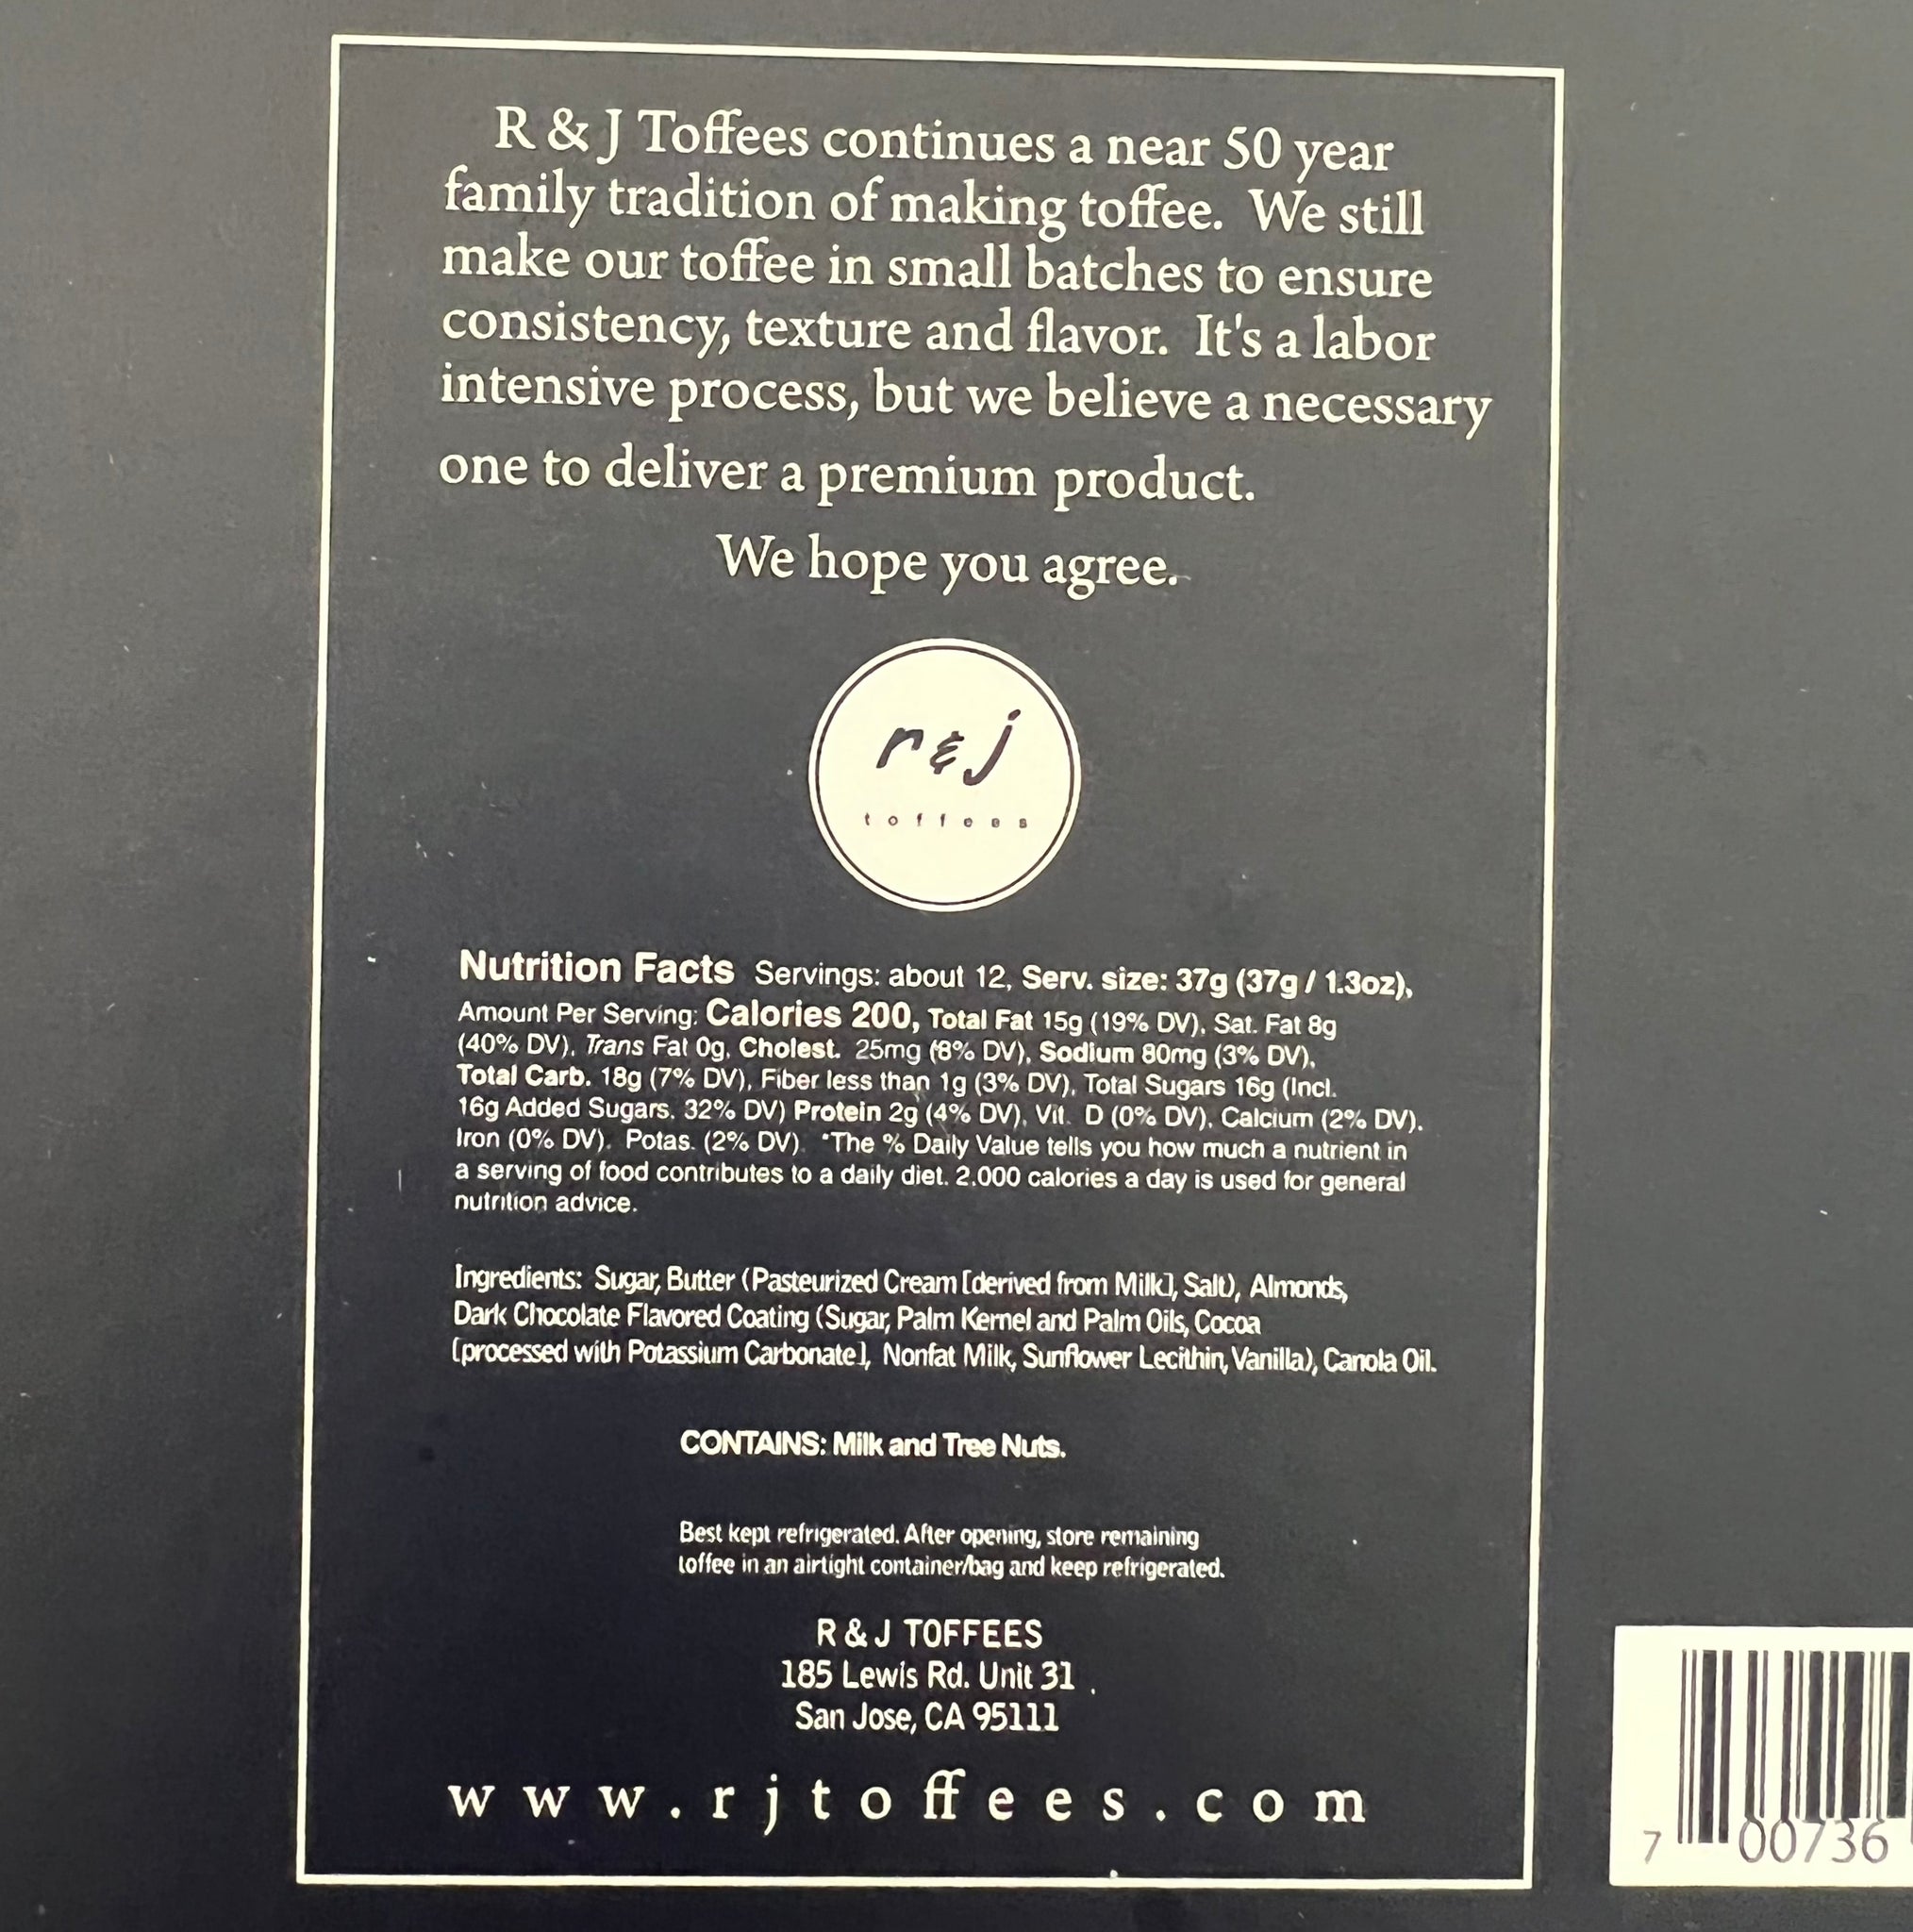 R & J Toffees continues a near 50 year
family tradition of making toffee. We still
make our toffee in small batches to ensure
consistency, texture and flavor. It's a labor
intensive process, but we believe a necessary
one to deliver a premium product.
We hope you agree.
r&j
toffees
Nutrition Facts Servings: about 12, Serv. size: 37g (37g / 1.3oz),
Amount Per Serving: Calories 200, Total Fat 15g (19% DV), Sat. Fat 8g
(40% DV), Trans Fat 0g, Cholest. 25mg (8% DV), Sodium 80mg (3% DV),
Total Carb. 18g (7% DV), Fiber less than 1g (3% DV), Total Sugars 16g (Incl.
16g Added Sugars, 32% DV) Protein 2g (4% DV), Vit. D (0% DV), Calcium (2% DV),
Iron (0% DV), Potas. (2% DV). *The % Daily Value tells you how much a nutrient in
a serving of food contributes to a daily diet. 2,000 calories a day is used for general
nutrition advice.
Ingredients: Sugar, Butter (Pasteurized Cream [derived from Milk], Salt), Almonds,
Dark Chocolate Flavored Coating (Sugar, Palm Kernel and Palm Oils, Cocoa
[processed with Potassium Carbonate], Nonfat Milk, Sunflower Lecithin, Vanilla), Canola Oil.
CONTAINS: Milk and Tree Nuts.
Best kept refrigerated. After opening, store remaining
toffee in an airtight container/bag and keep refrigerated.
R & J TOFFEES
185 Lewis Rd. Unit 31
San Jose, CA 95111
www.rjtoffees.com
7 00736